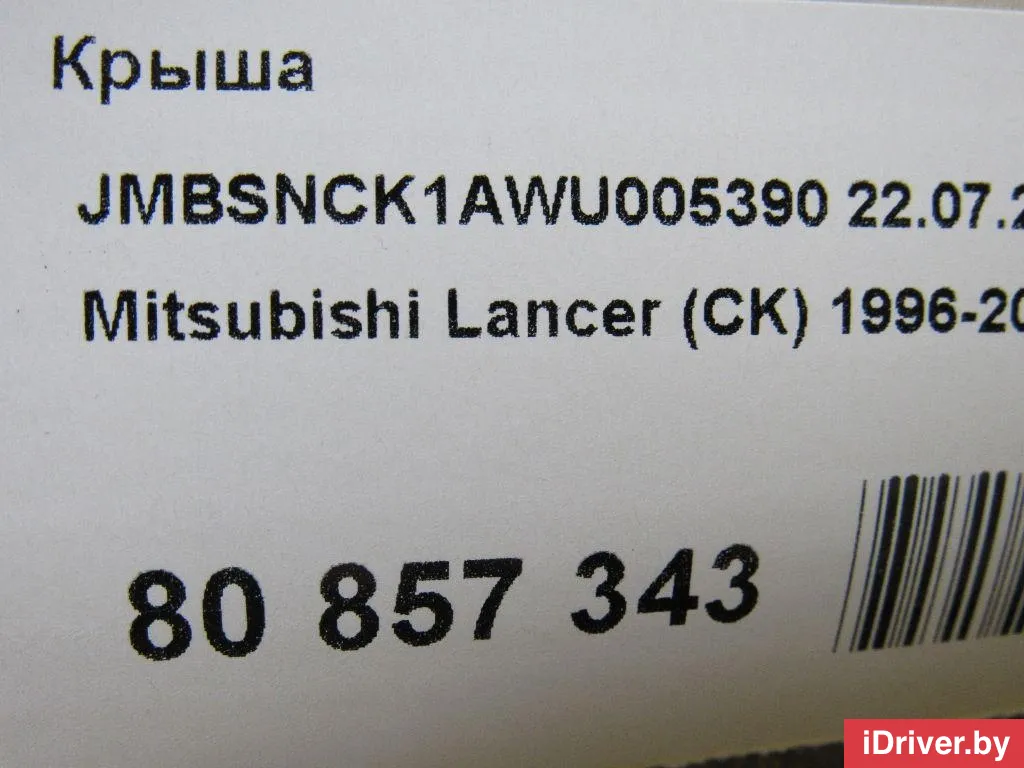 Крыша
JMBSNCK1AWU005390 22.07.2
Mitsubishi Lancer (CK) 1996-20
80 857 343
iDriver.by